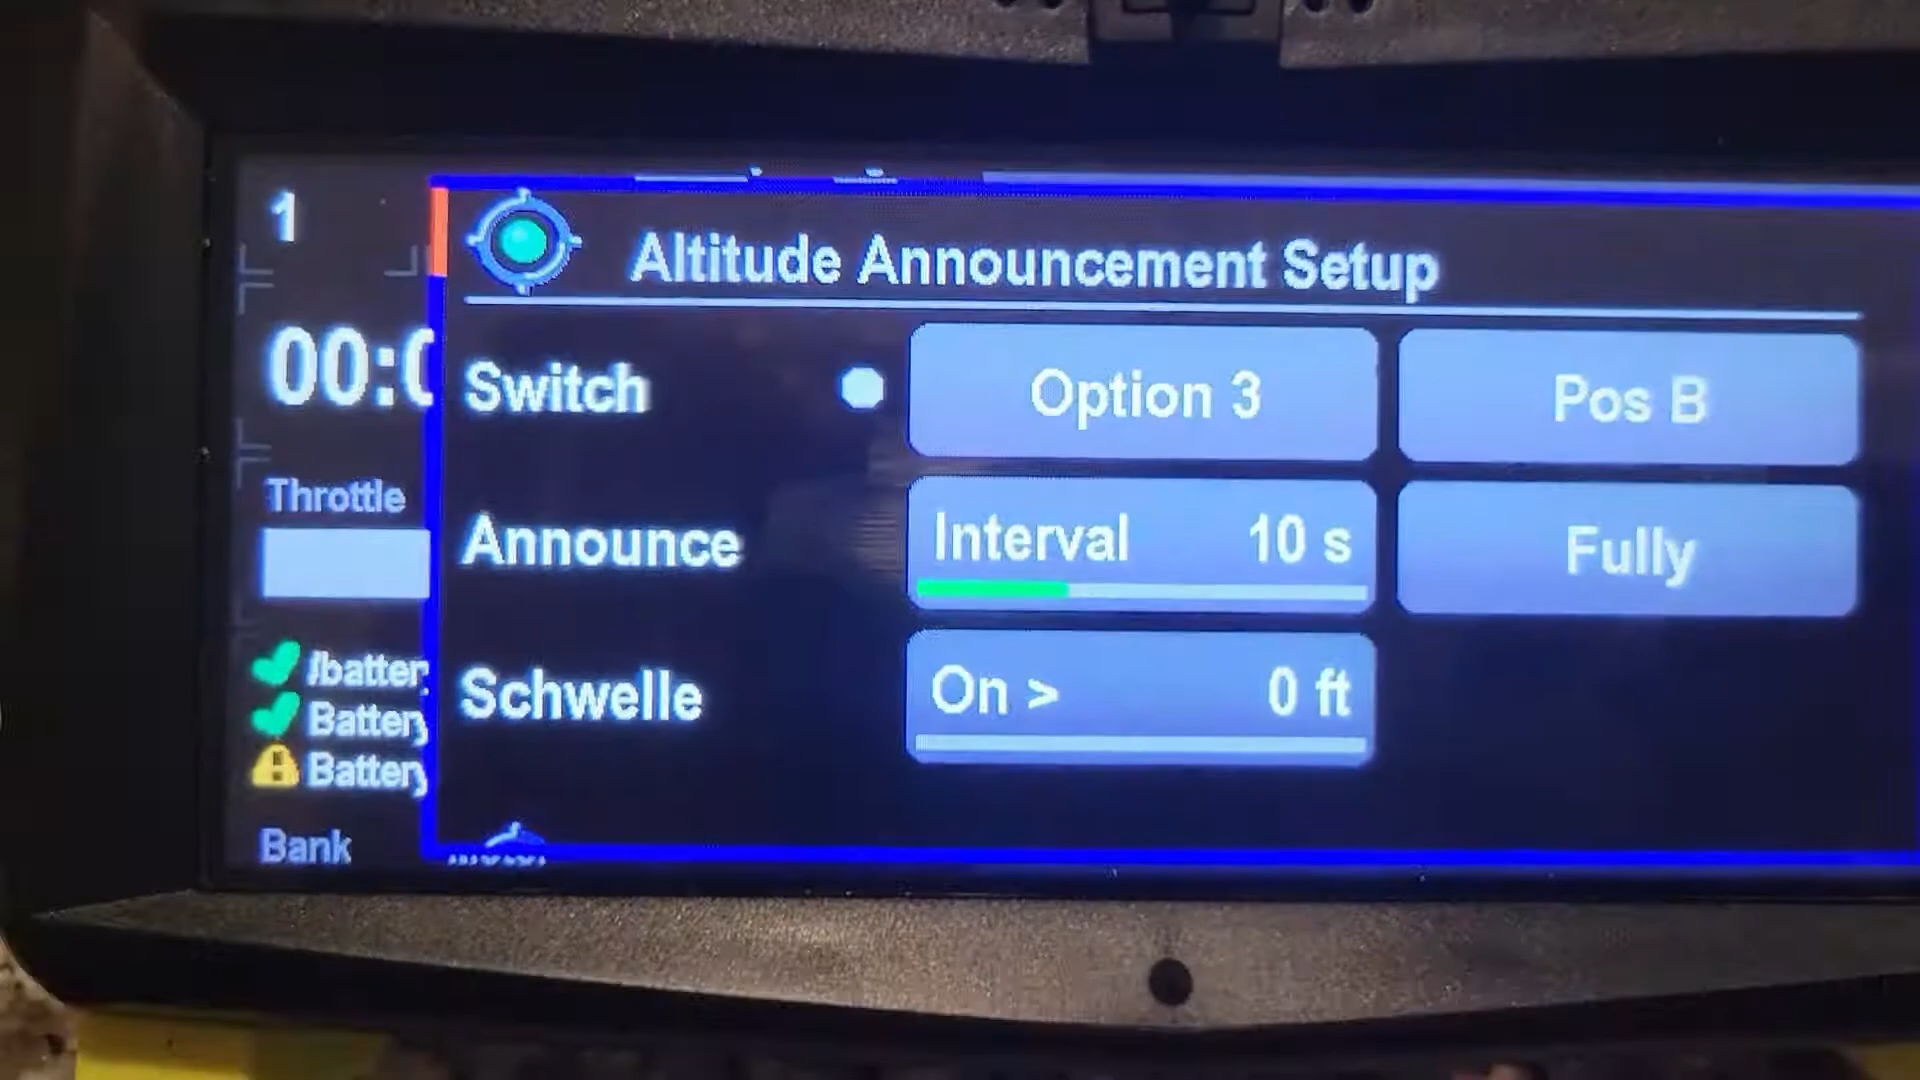 1
Altitude Announcement Setup
00:0
Switch Option 3 Pos B
Throttle
Announce Interval 10 s Fully
Battery
Schwelle On > 0 ft
Battery
Bank